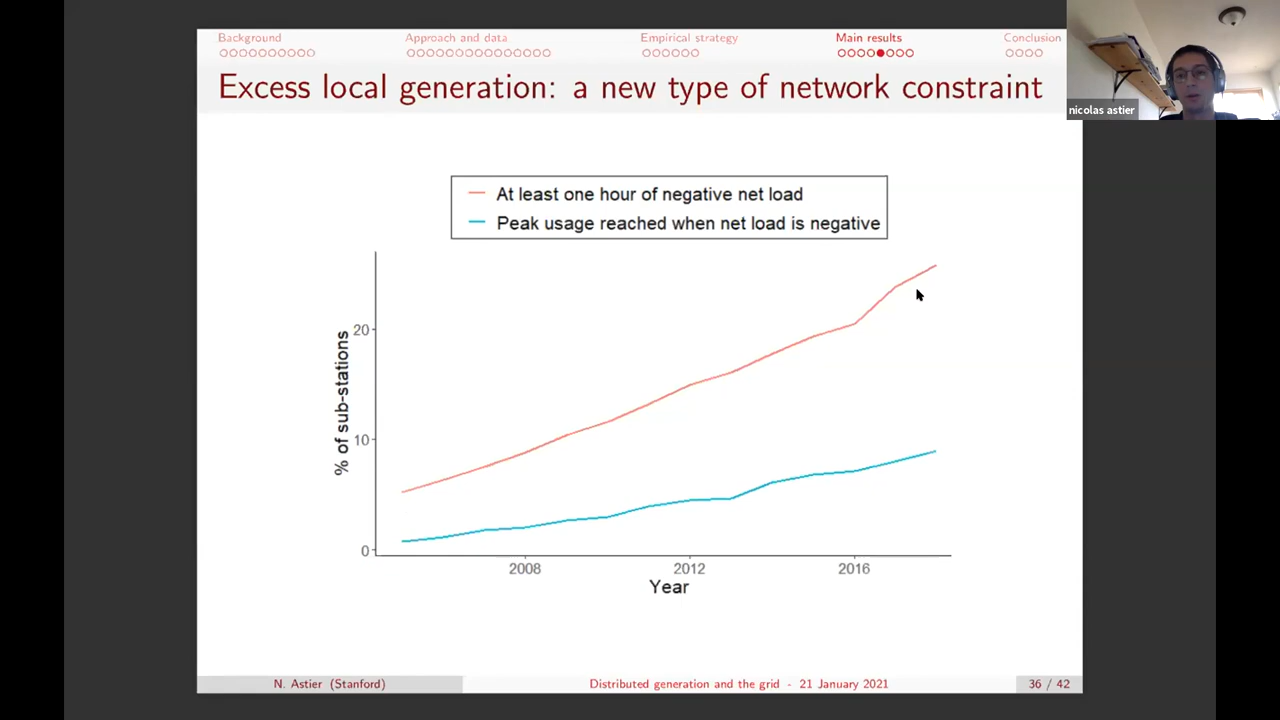 Background Approach and data Empirical strategy Main results Conclusion
Excess local generation: a new type of network constraint
nicolas astier
At least one hour of negative net load
Peak usage reached when net load is negative
% of sub-stations
20
10
0
2008 2012 2016
Year
N. Astier (Stanford) Distributed generation and the grid - 21 January 2021 36 / 42